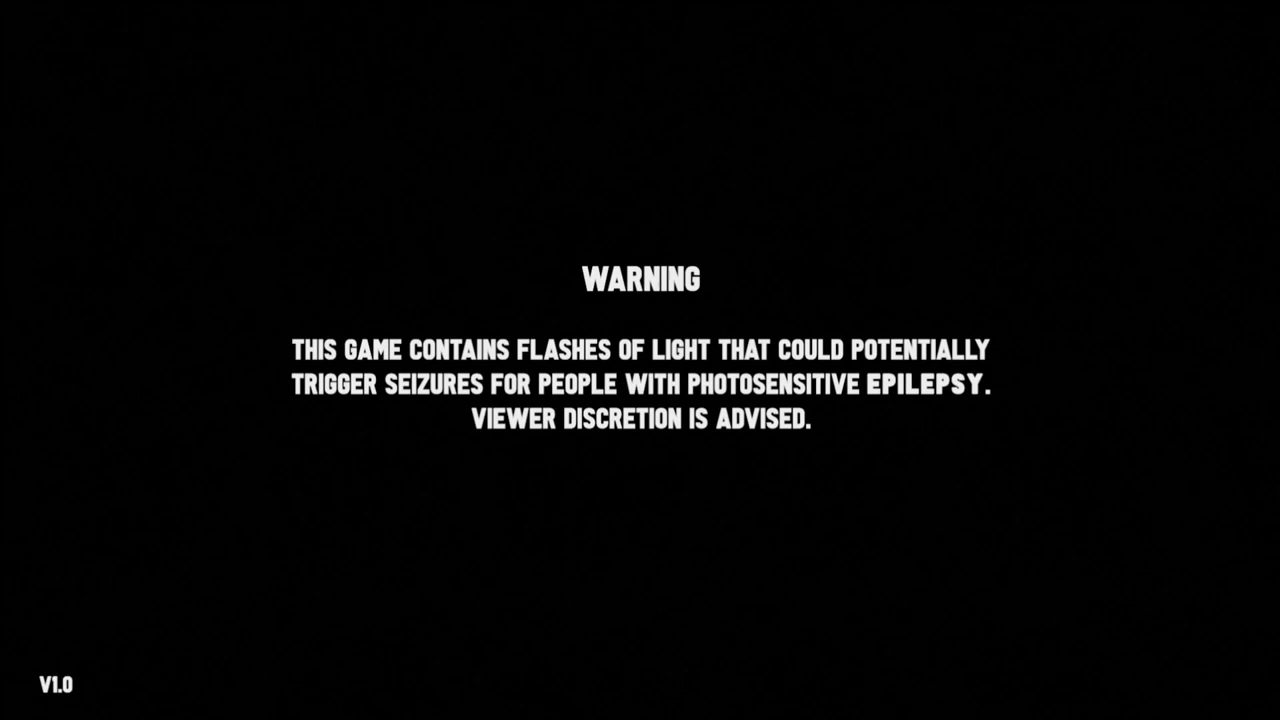 WARNING
THIS GAME CONTAINS FLASHES OF LIGHT THAT COULD POTENTIALLY
TRIGGER SEIZURES FOR PEOPLE WITH PHOTOSENSITIVE EPILEPSY.
VIEWER DISCRETION IS ADVISED.
V1.0